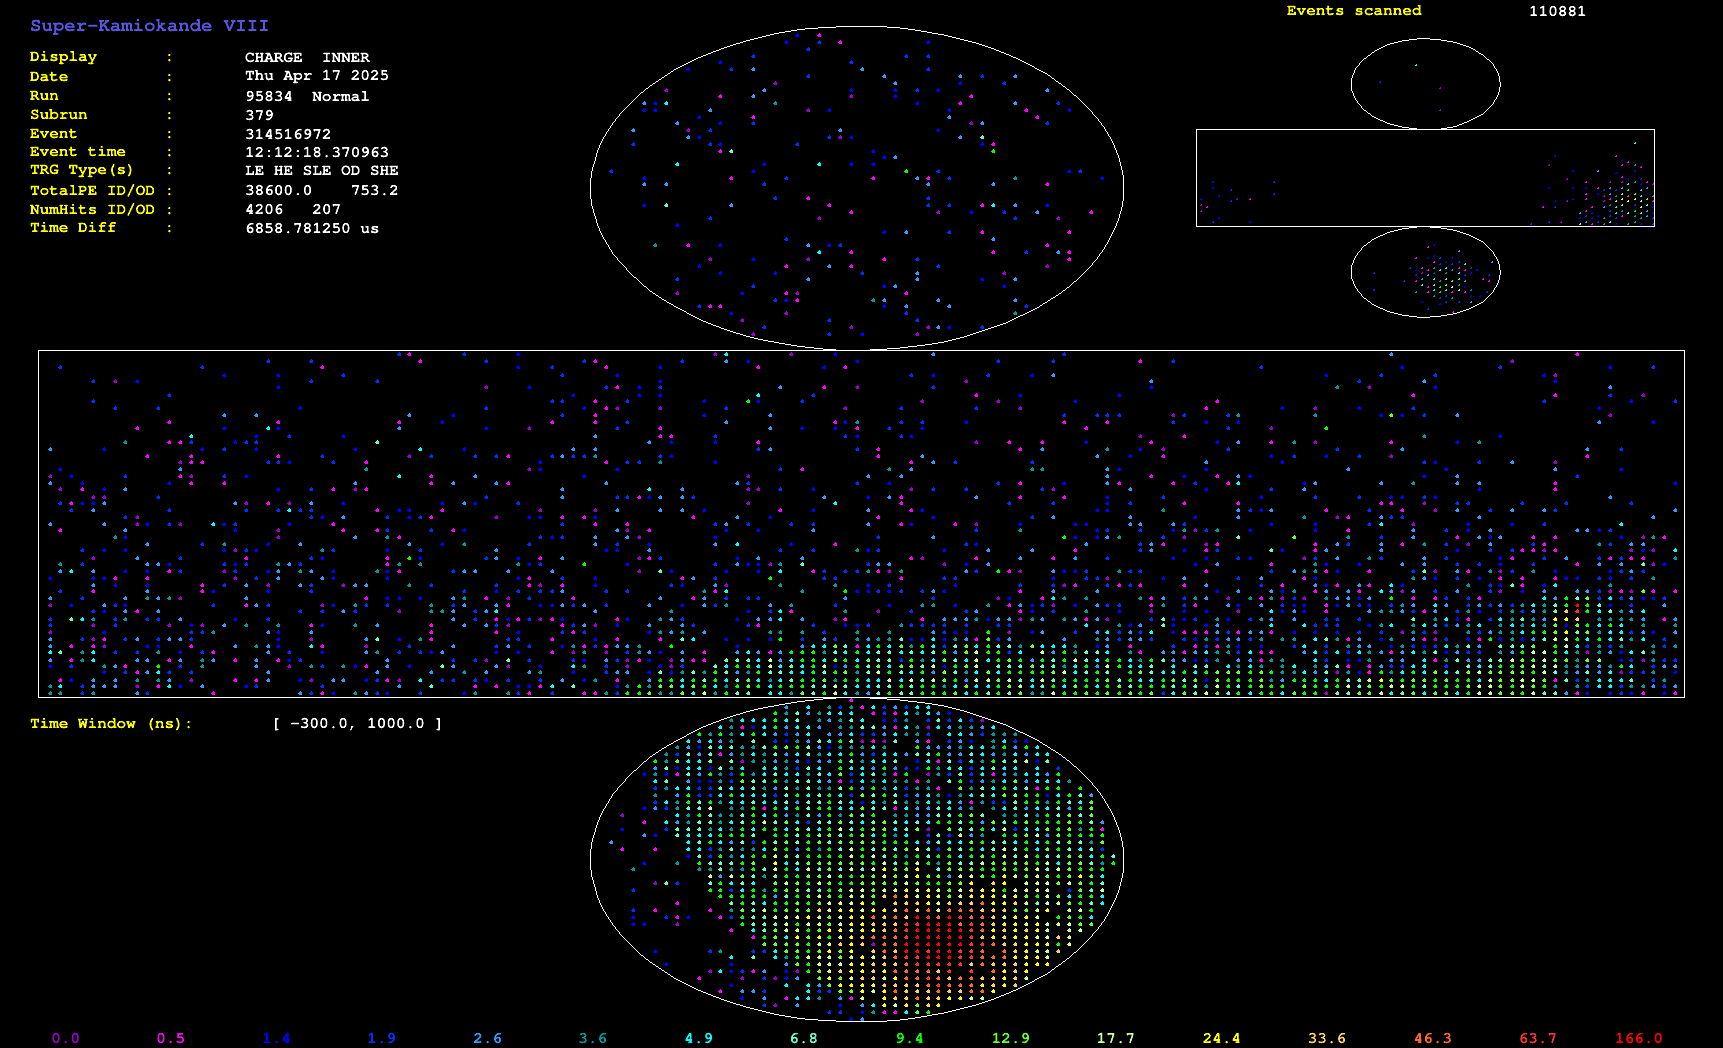 Super-Kamiokande VIII
Events scanned 110881
Display : CHARGE INNER
Date : Thu Apr 17 2025
Run : 95834 Normal
Subrun : 379
Event : 314516972
Event time : 12:12:18.370963
TRG Type(s) : LE HE SLE OD SHE
TotalPE ID/OD : 38600.0 753.2
NumHits ID/OD : 4206 207
Time Diff : 6858.781250 us
Time Window (ns): [ -300.0, 1000.0 ]
0.0 0.5 1.4 1.9 2.6 3.6 4.9 6.8 9.4 12.9 17.7 24.4 33.6 46.3 63.7 166.0